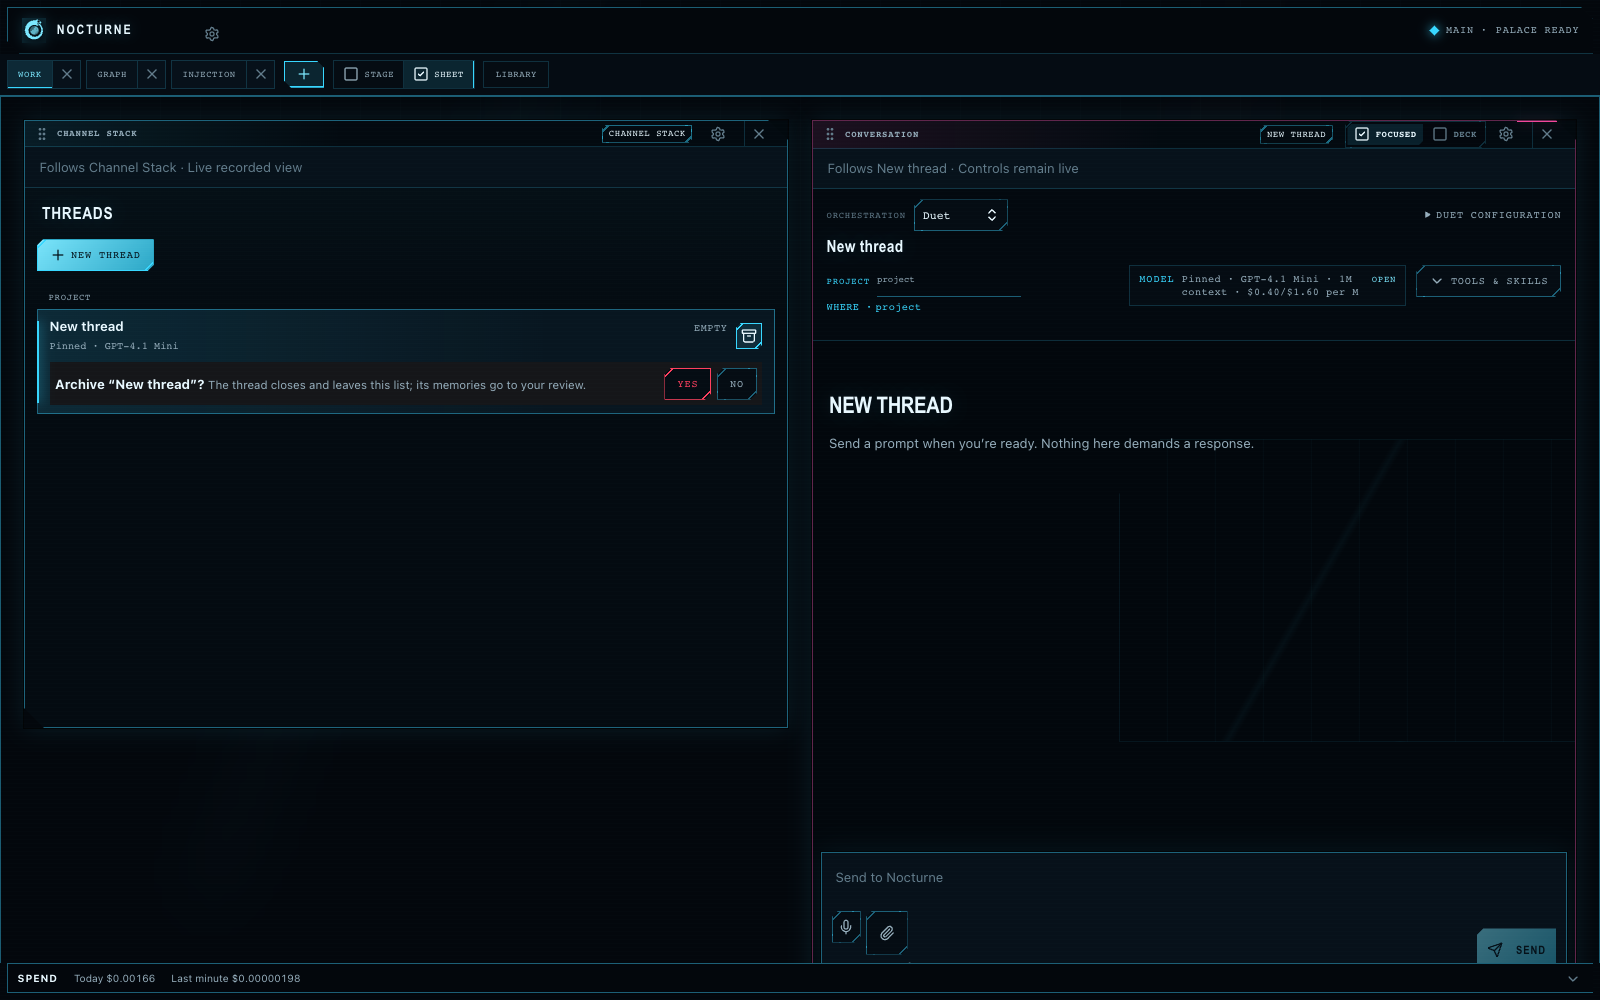 NOCTURNE
MAIN · PALACE READY
WORK
GRAPH
INJECTION
STAGE
SHEET
LIBRARY
CHANNEL STACK
CHANNEL STACK
Follows Channel Stack · Live recorded view
THREADS
NEW THREAD
PROJECT
New thread
EMPTY
Pinned · GPT-4.1 Mini
Archive “New thread”? The thread closes and leaves this list; its memories go to your review.
YES
NO
CONVERSATION
NEW THREAD
FOCUSED
DECK
Follows New thread · Controls remain live
ORCHESTRATION
Duet
DUET CONFIGURATION
New thread
PROJECT project
WHERE · project
MODEL Pinned · GPT-4.1 Mini · 1M
context · $0.40/$1.60 per M
OPEN
TOOLS & SKILLS
NEW THREAD
Send a prompt when you’re ready. Nothing here demands a response.
Send to Nocturne
SEND
SPEND Today $0.00166 Last minute $0.00000198